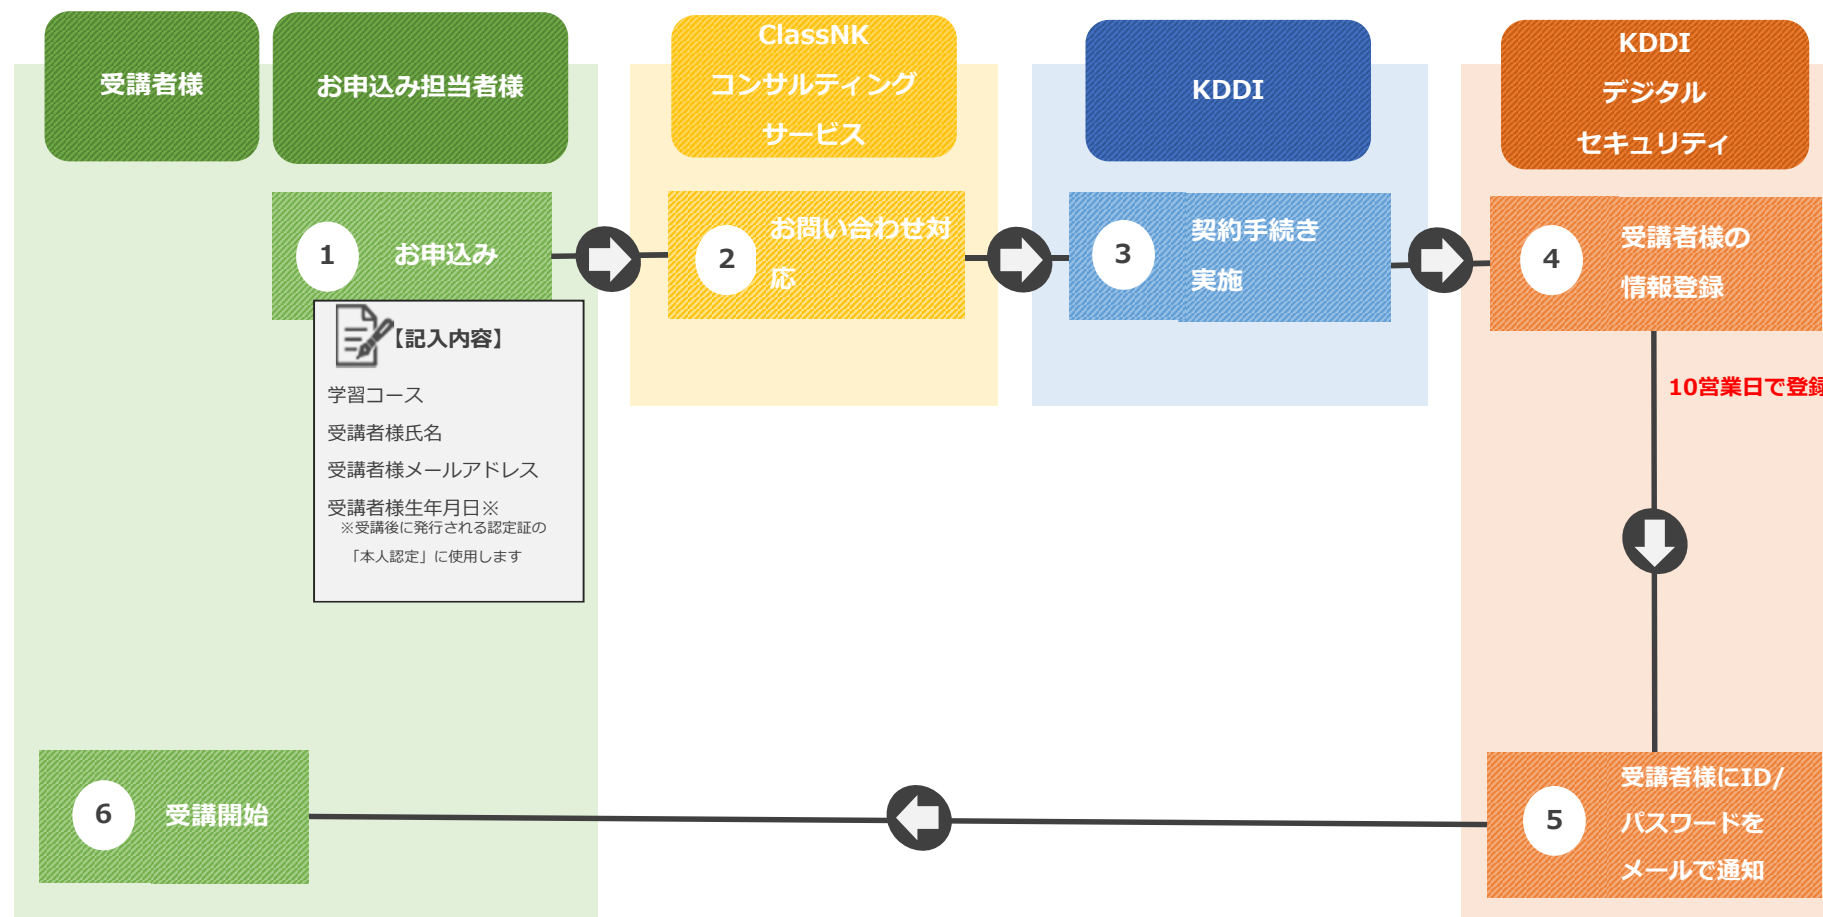 受講者様
お申込み担当者様
ClassNK
コンサルティング
サービス
KDDI
KDDI
デジタル
セキュリティ
1
お申込み
2
お問い合わせ対
応
3
契約手続き
実施
4
受講者様の
情報登録
【記入内容】
学習コース
受講者様氏名
受講者様メールアドレス
受講者様生年月日※
※受講後に発行される認定証の
「本人認定」に使用します
10営業日で登録
5
受講者様にID/
パスワードを
メールで通知
6
受講開始